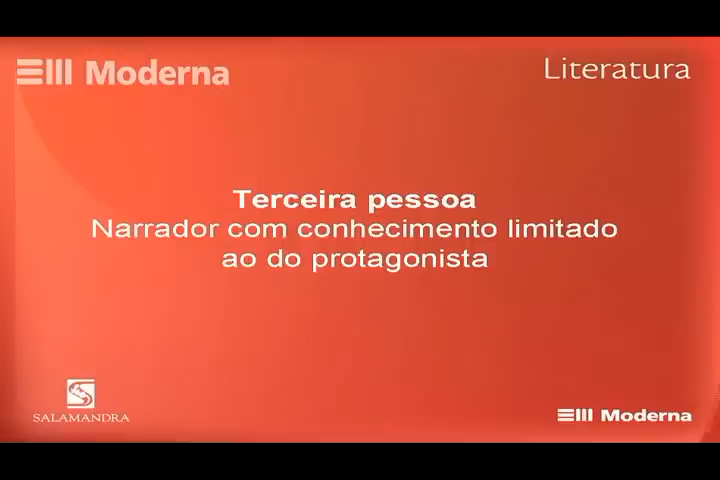 Moderna
Literatura
Terceira pessoa
Narrador com conhecimento limitado
ao do protagonista
SALAMANDRA
Moderna